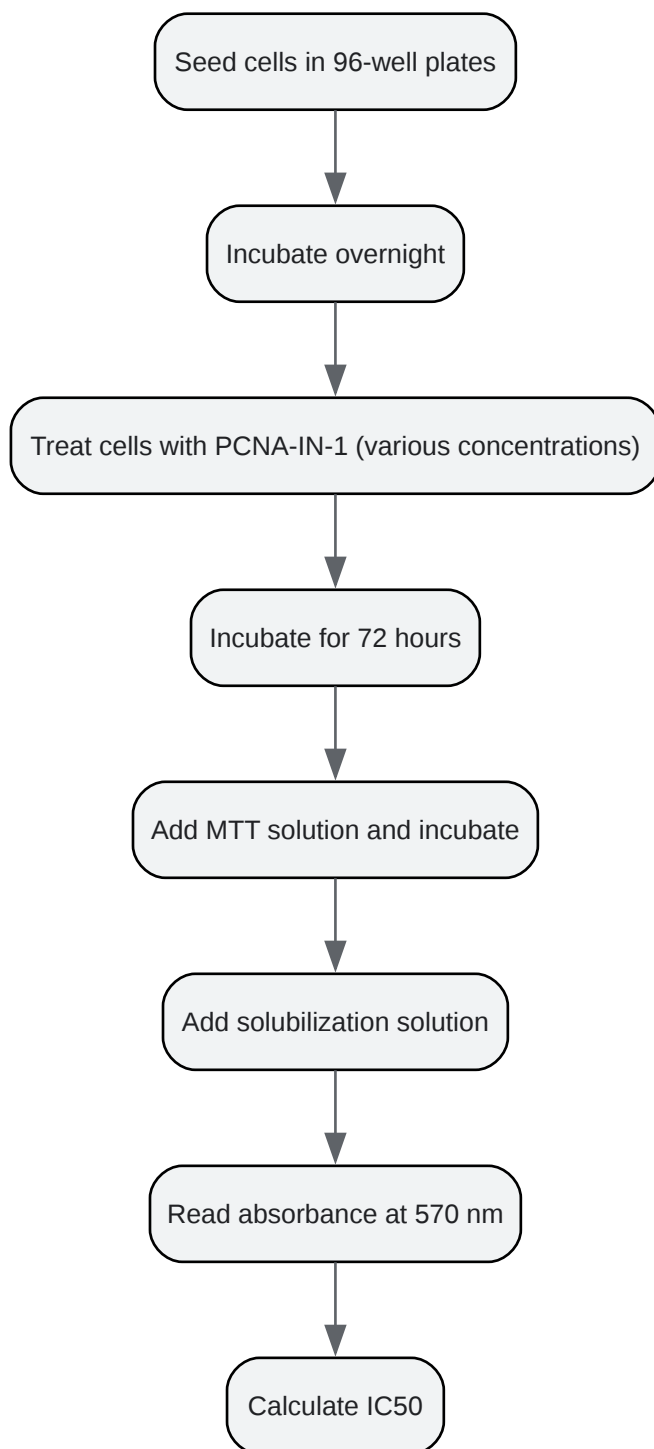 Seed cells in 96-well plates
Incubate overnight
Treat cells with PCNA-IN-1 (various concentrations)
Incubate for 72 hours
Add MTT solution and incubate
Add solubilization solution
Read absorbance at 570 nm
Calculate IC50